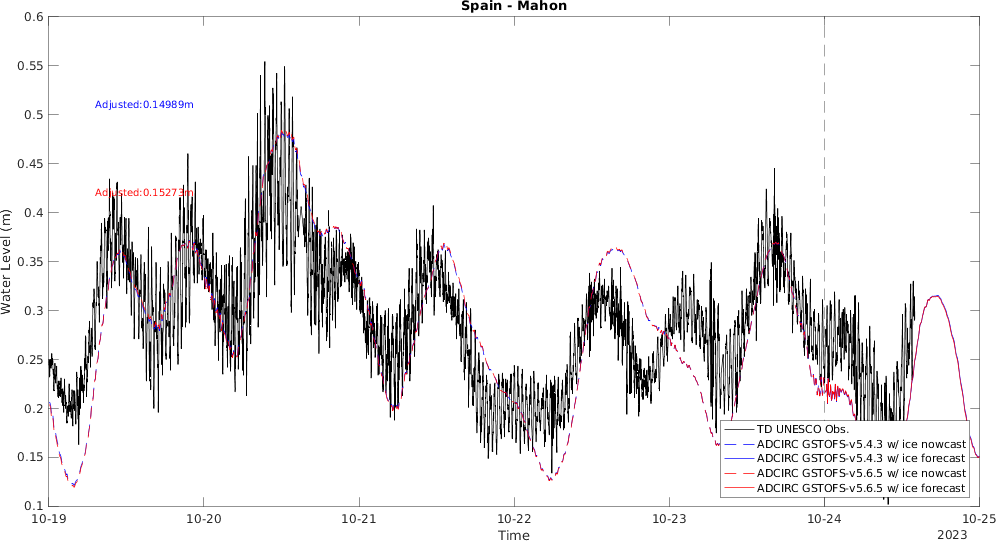 Spain - Mahon
0.6
0.55
0.5
0.45
0.4
0.35
0.3
0.25
0.2
0.15
0.1
Water Level (m)
Adjusted:0.14989m
Adjusted:0.15273m
TD UNESCO Obs.
ADCIRC GSTOFS-v5.4.3 w/ ice nowcast
ADCIRC GSTOFS-v5.4.3 w/ ice forecast
ADCIRC GSTOFS-v5.6.5 w/ ice nowcast
ADCIRC GSTOFS-v5.6.5 w/ ice forecast
10-19 10-20 10-21 10-22 10-23 10-24 10-25
Time
2023